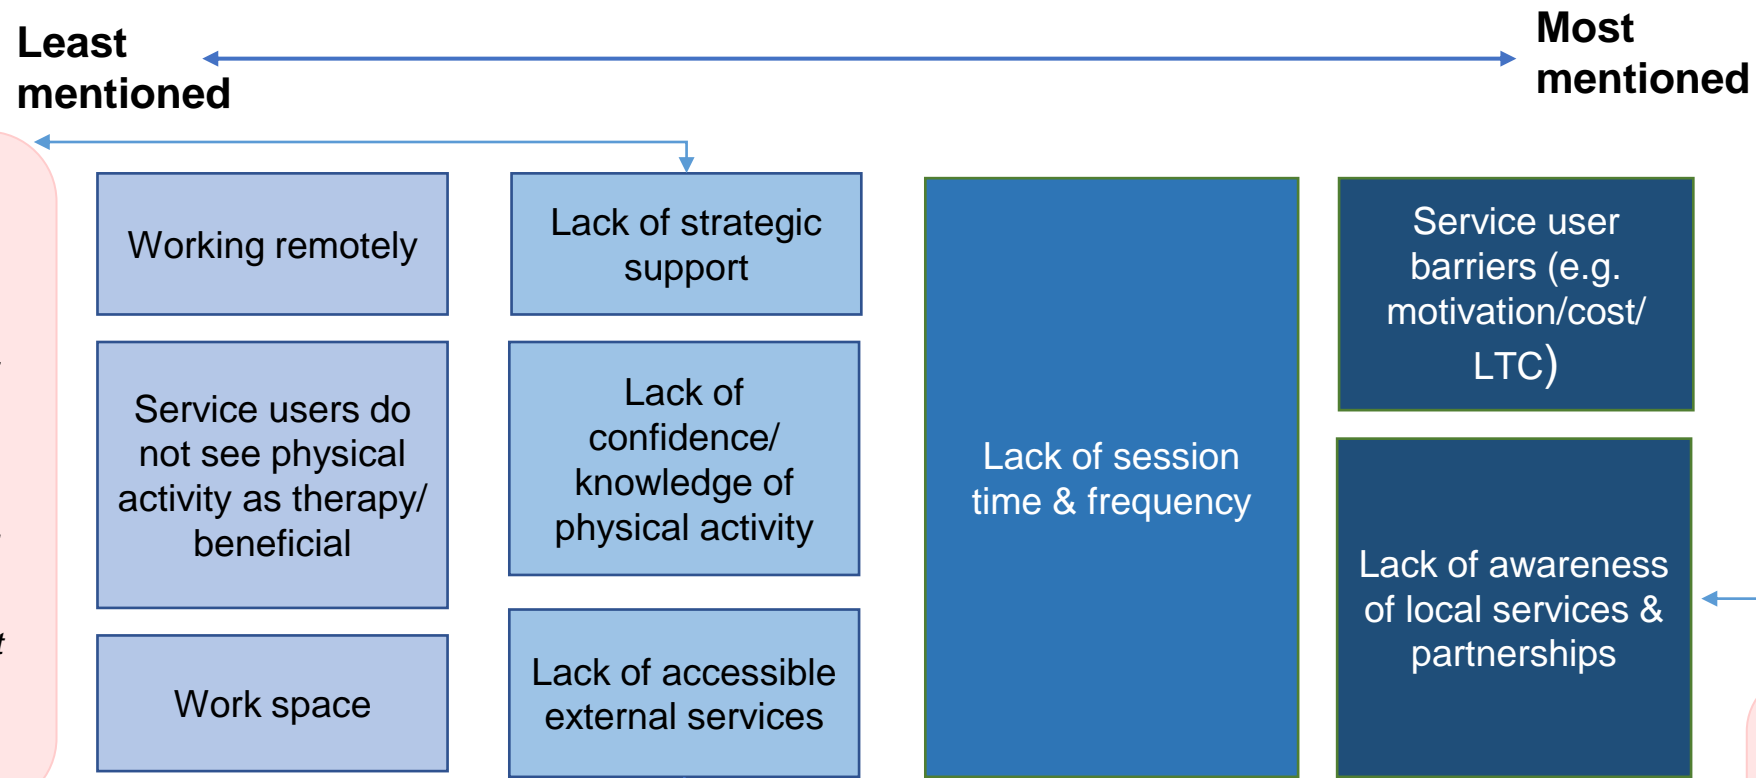 Least
mentioned
Most
mentioned
Working remotely
Service users do
not see physical
activity as therapy/
beneficial
Work space
Lack of strategic
support
Lack of
confidence/
knowledge of
physical activity
Lack of accessible
external services
Lack of session
time & frequency
Service user
barriers (e.g.
motivation/cost/
LTC)
Lack of awareness
of local services &
partnerships